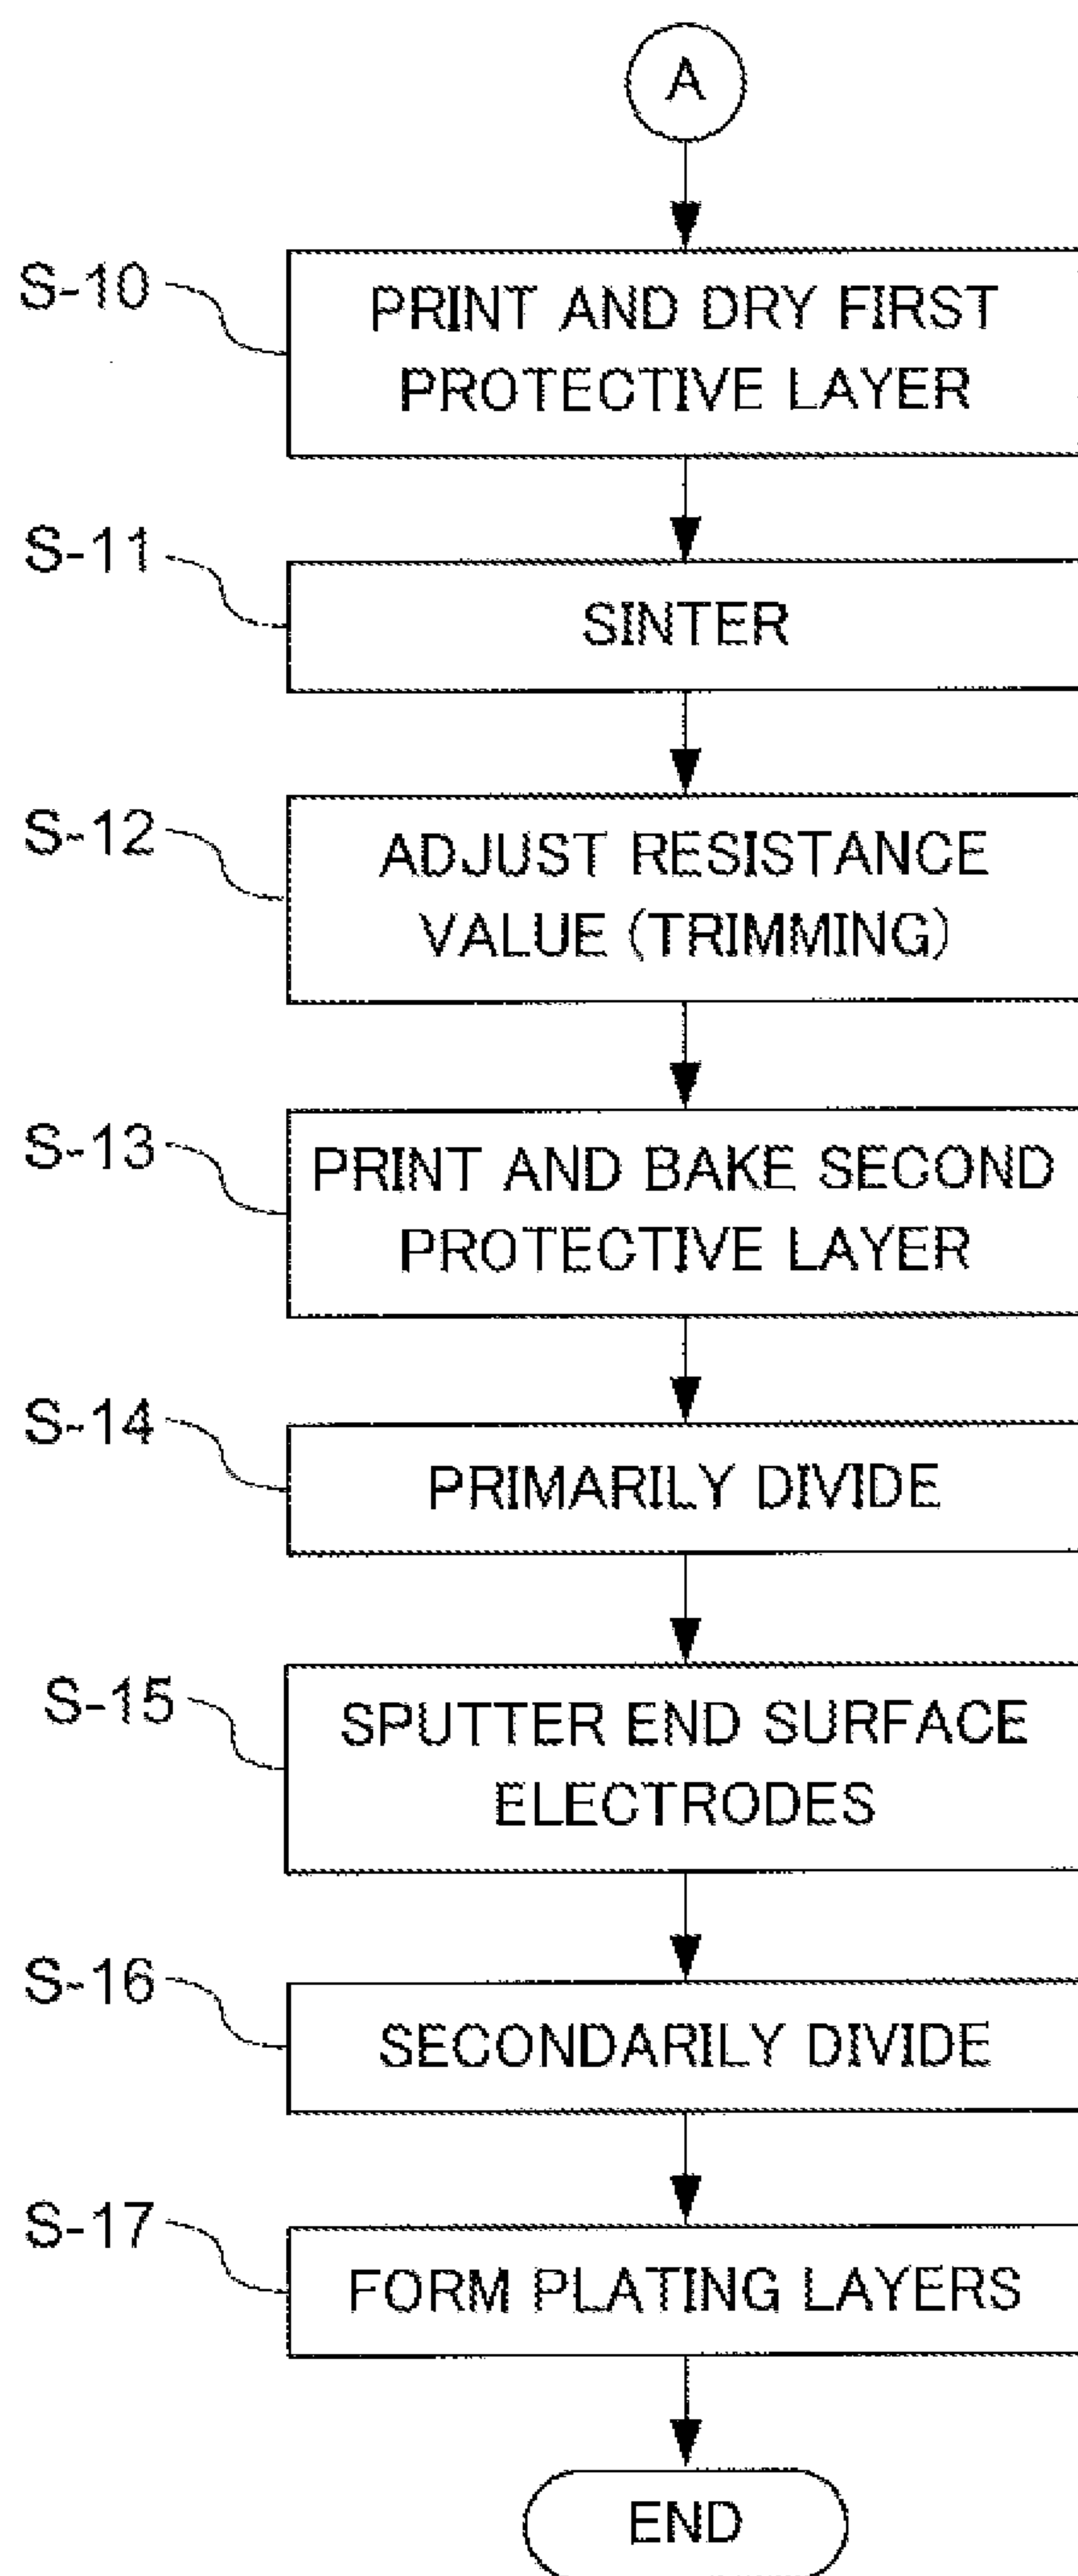 A
S-10
PRINT AND DRY FIRST
PROTECTIVE LAYER
S-11
SINTER
S-12
ADJUST RESISTANCE
VALUE (TRIMMING)
S-13
PRINT AND BAKE SECOND
PROTECTIVE LAYER
S-14
PRIMARILY DIVIDE
S-15
SPUTTER END SURFACE
ELECTRODES
S-16
SECONDARILY DIVIDE
S-17
FORM PLATING LAYERS
END